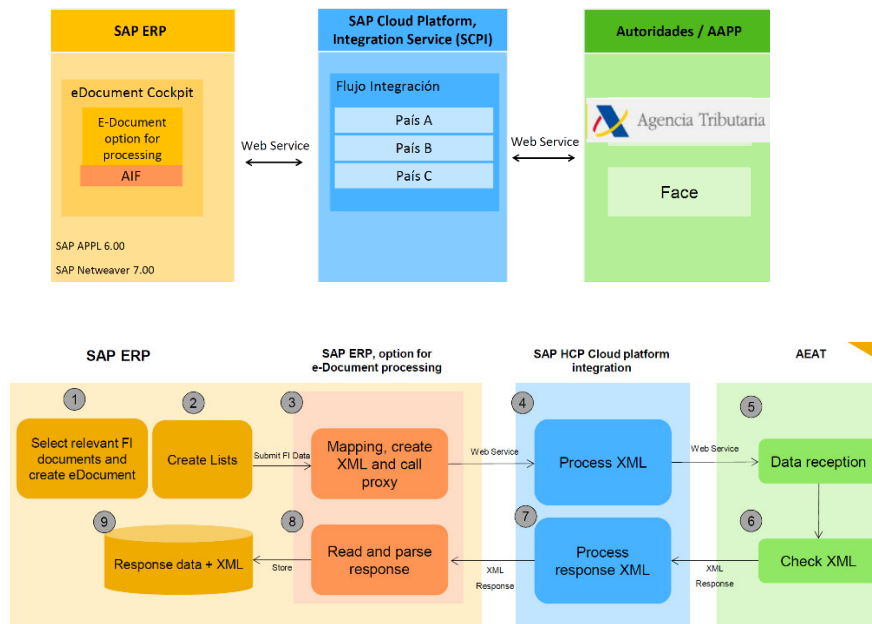 SAP ERP
SAP Cloud Platform,
Integration Service (SCPI)
Autoridades / AAPP
eDocument Cockpit
E-Document
option for
processing
AIF
SAP APPL 6.00
SAP Netweaver 7.00
Web Service
Flujo Integración
País A
País B
País C
Web Service
Agencia Tributaria
Face
SAP ERP
SAP ERP, option for
e-Document processing
SAP HCP Cloud platform
integration
AEAT
1
Select relevant FI
documents and
create eDocument
2
Create Lists
Submit FI Data
3
Mapping, create
XML and call
proxy
Web Service
4
Process XML
Web Service
5
Data reception
6
Check XML
XML
Response
7
Process
response XML
XML
Response
8
Read and parse
response
Store
9
Response data + XML